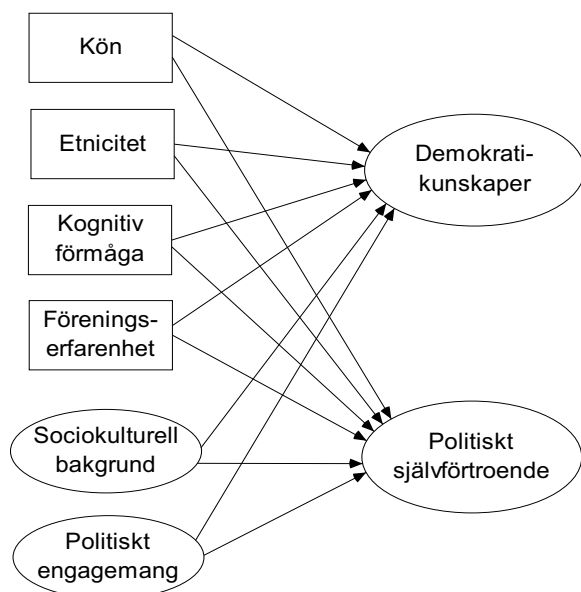 Kön
Etnicitet
Kognitiv
förmåga
Förenings-
erfarenhet
Sociokulturell
bakgrund
Politiskt
engagemang
Demokrati-
kunskaper
Politiskt
självförtroende